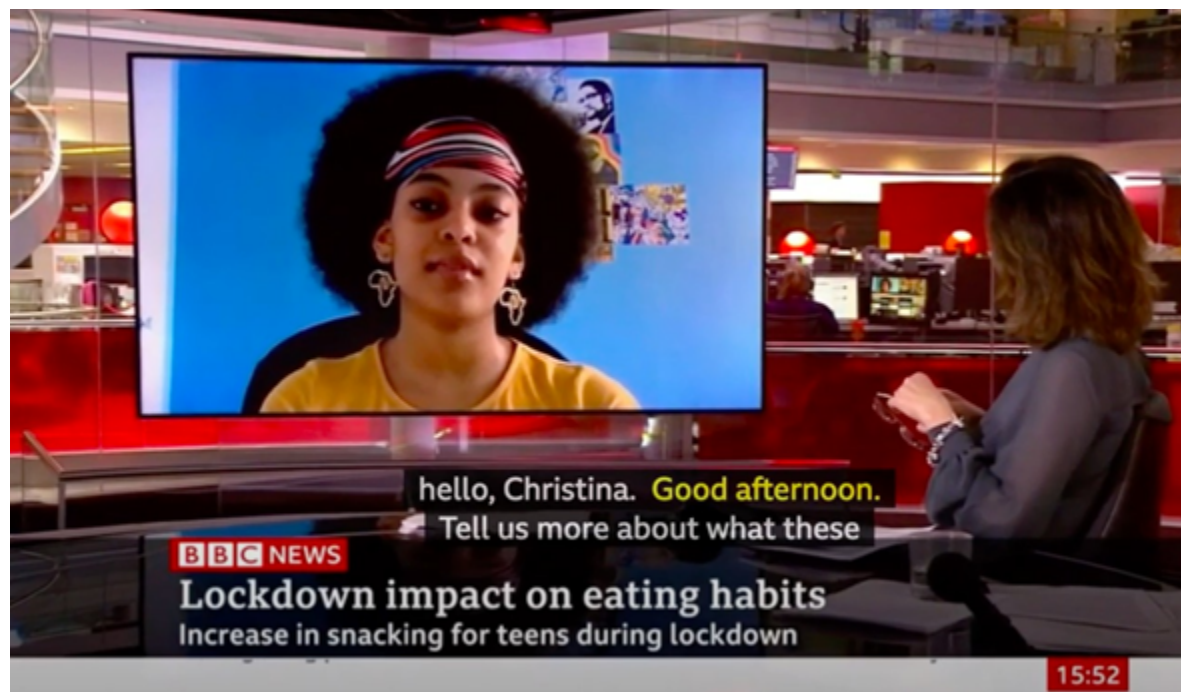 hello, Christina. Good afternoon.
Tell us more about what these
BBC NEWS
Lockdown impact on eating habits
Increase in snacking for teens during lockdown
15:52